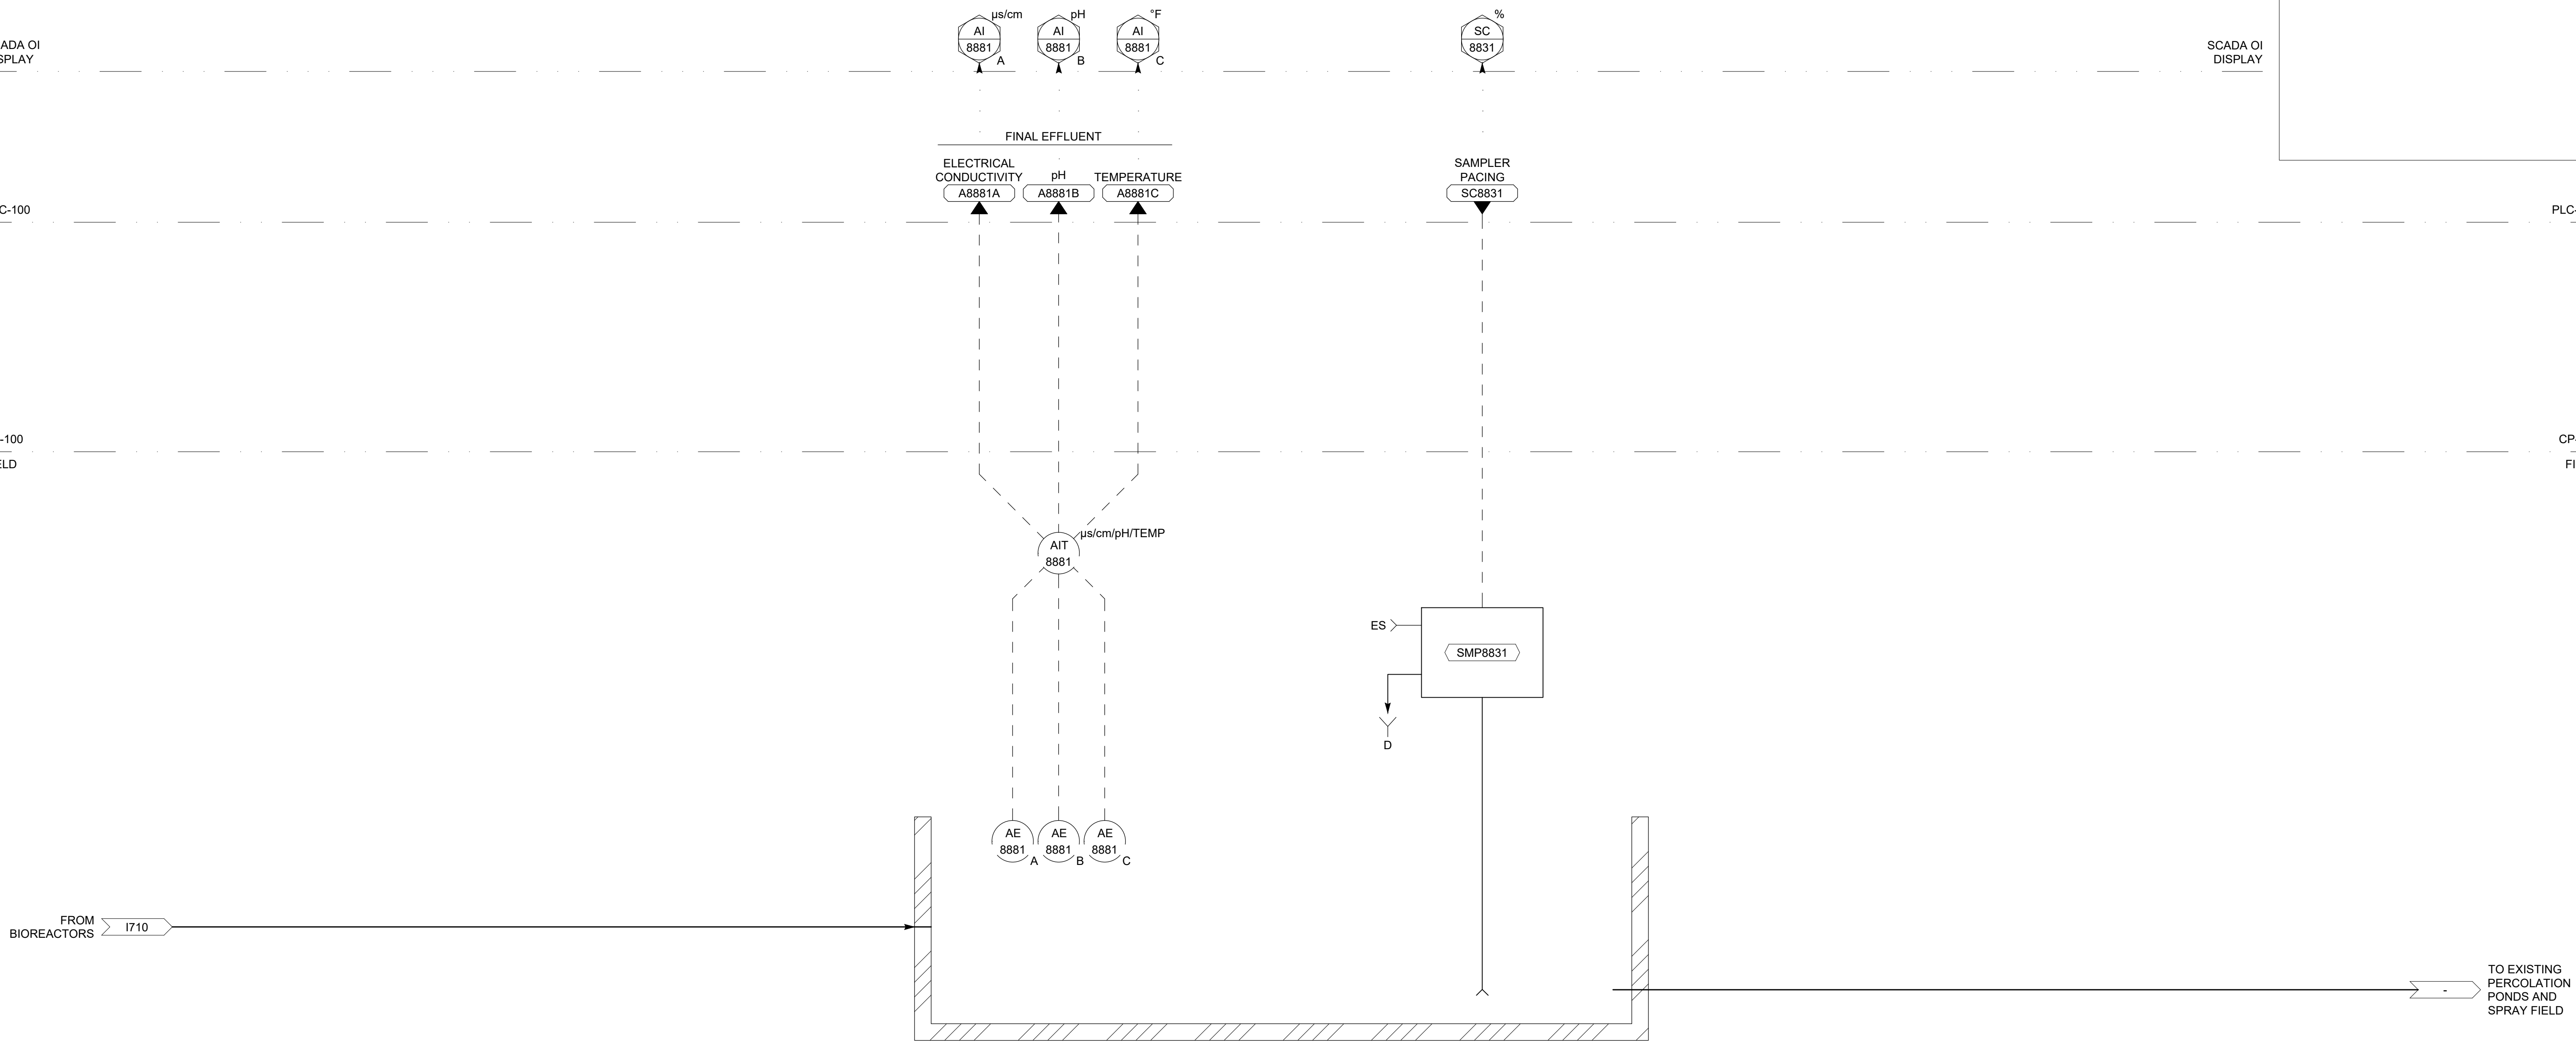 µs/cm
pH
°F
%
AI
8881
A
AI
8881
B
AI
8881
C
SC
8831
ADA OI
SPLAY
SCADA OI
DISPLAY
FINAL EFFLUENT
ELECTRICAL
CONDUCTIVITY
pH
TEMPERATURE
SAMPLER
PACING
A8881A
A8881B
A8881C
SC8831
C-100
PLC-
-100
ELD
CP
FI
µs/cm/pH/TEMP
AIT
8881
ES
SMP8831
D
AE
8881
A
AE
8881
B
AE
8881
C
FROM
BIOREACTORS
I710
-
TO EXISTING
PERCOLATION
PONDS AND
SPRAY FIELD